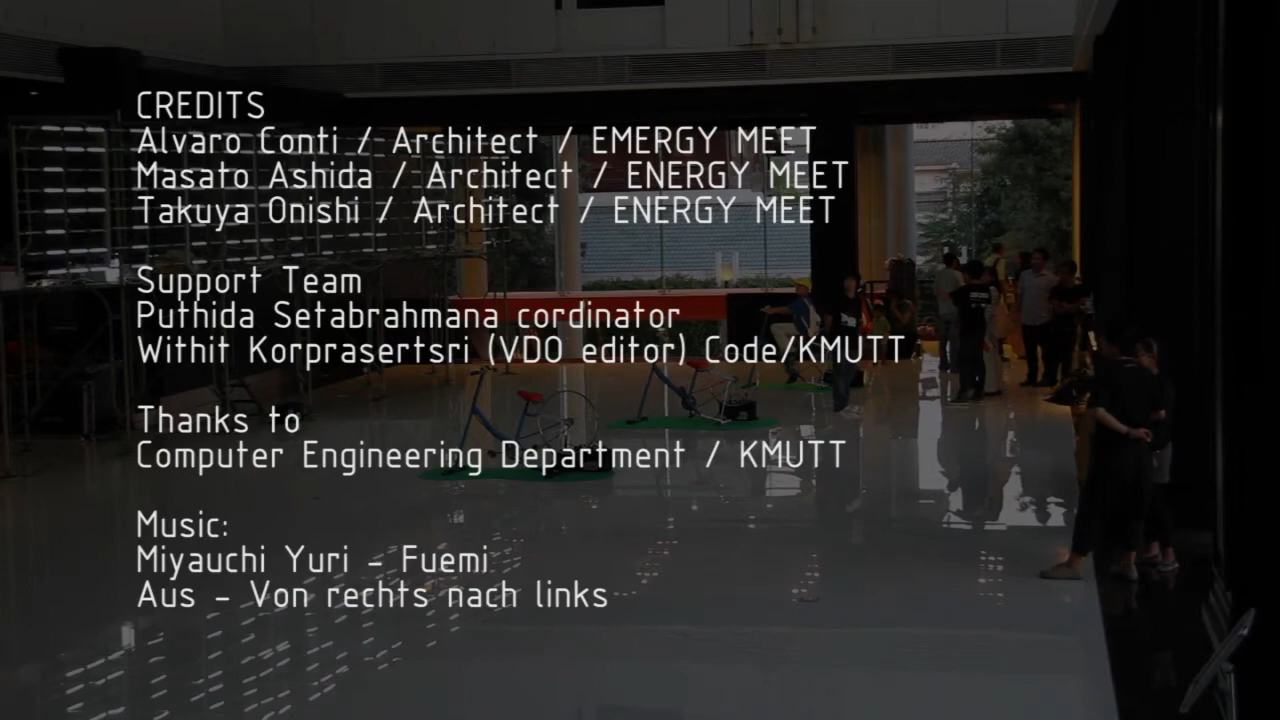 CREDITS
Alvaro Conti / Architect / EMERGY MEET
Masato Ashida / Architect / ENERGY MEET
Takuya Onishi / Architect / ENERGY MEET
Support Team
Puthida Setabrahmana cordinator
Withit Korprasertsri (VDO editor) Code/KMUTT
Thanks to
Computer Engineering Department / KMUTT
Music:
Miyauchi Yuri - Fuemi
Aus - Von rechts nach links